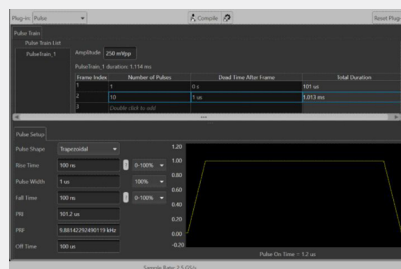 Plug-in: Pulse Compile Reset Plug-
Pulse Train
Pulse Train List
PulseTrain_1 Amplitude 250 mVpp
PulseTrain_1 duration: 1.114 ms
Frame Index Number of Pulses Dead Time After Frame Total Duration
1 1 0 s 101 us
2 10 1 us 1.013 ms
3 Double click to add
Pulse Setup
Pulse Shape Trapezoidal 1.20
Rise Time 100 ns 0-100% 1.00
0.80
Pulse Width 1 us 100% 0.60
Fall Time 100 ns 0-100% 0.40
PRI 101.2 us 0.20
PRF 9.88142292490119 kHz 0.00
Off Time 100 us -0.20
Pulse On Time = 1.2 us
Sample Rate: 2.5 GS/s